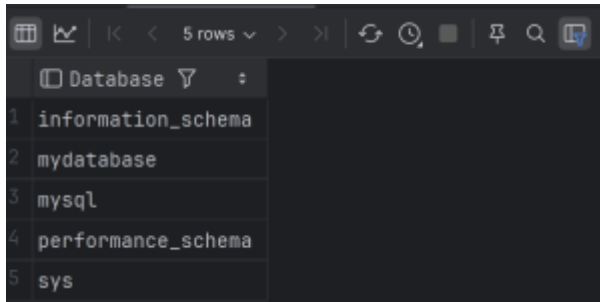 5 rows
Database
1 information_schema
2 mydatabase
3 mysql
4 performance_schema
5 sys